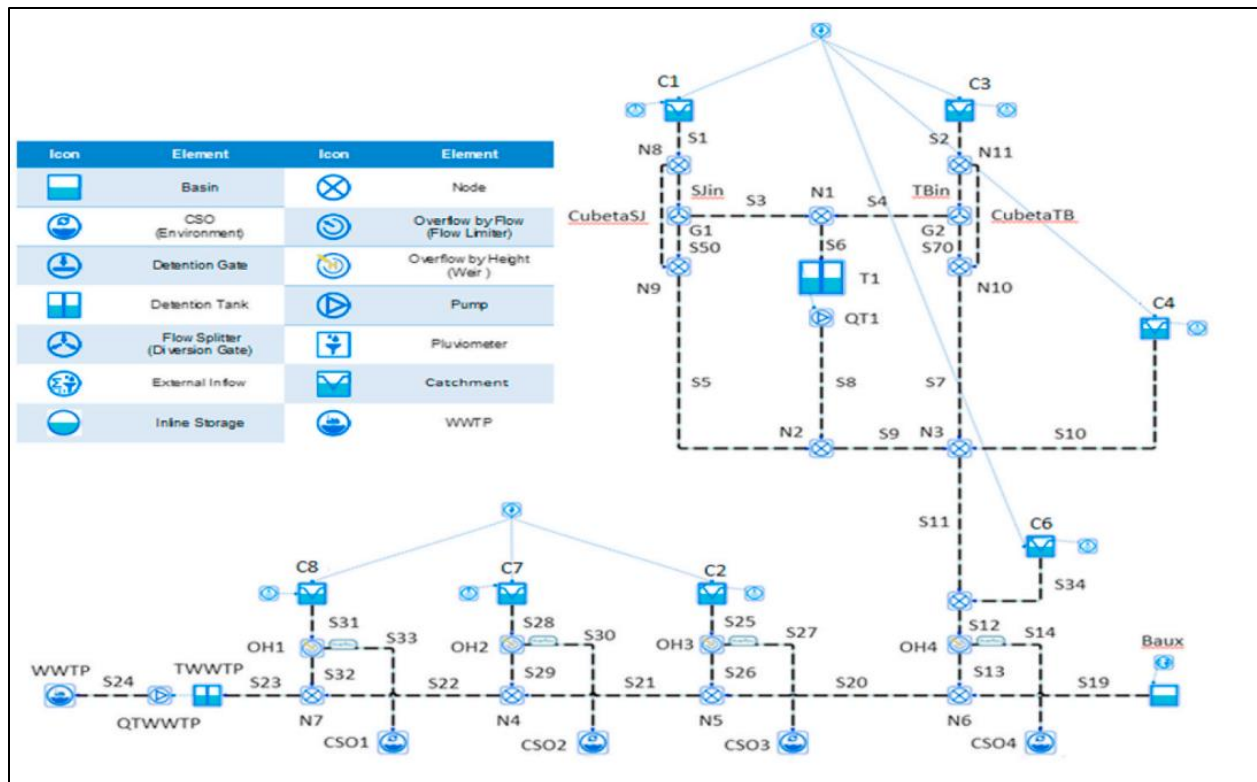 Icon Element Icon Element
Basin Node
CSO (Environment) Overflow by Flow (Flow Limiter)
Detention Gate Overflow by Height (Weir )
Detention Tank Pump
Flow Splitter (Diversion Gate) Pluviometer
External Inflow Catchment
Inline Storage WWTP
C1 C3
S1 S2
N8 N11
SJin N1 TBin
CubetaSJ S3 S4 CubetaTB
G1 G2
S50 S6 S70
N9 T1 N10
C4
QT1
S5 S8 S7
N2 S9 N3 S10
S11
C6
S34
C8 C7 C2
S31 S28 S25 S12
S33 S30 S27 S14
OH1 OH2 OH3 OH4 Baux
WWTP TWWTP
S24 S23 S32 S22 S29 S21 S26 S20 S13 S19
QTWWTP N7 N4 N5 N6
CSO1 CSO2 CSO3 CSO4